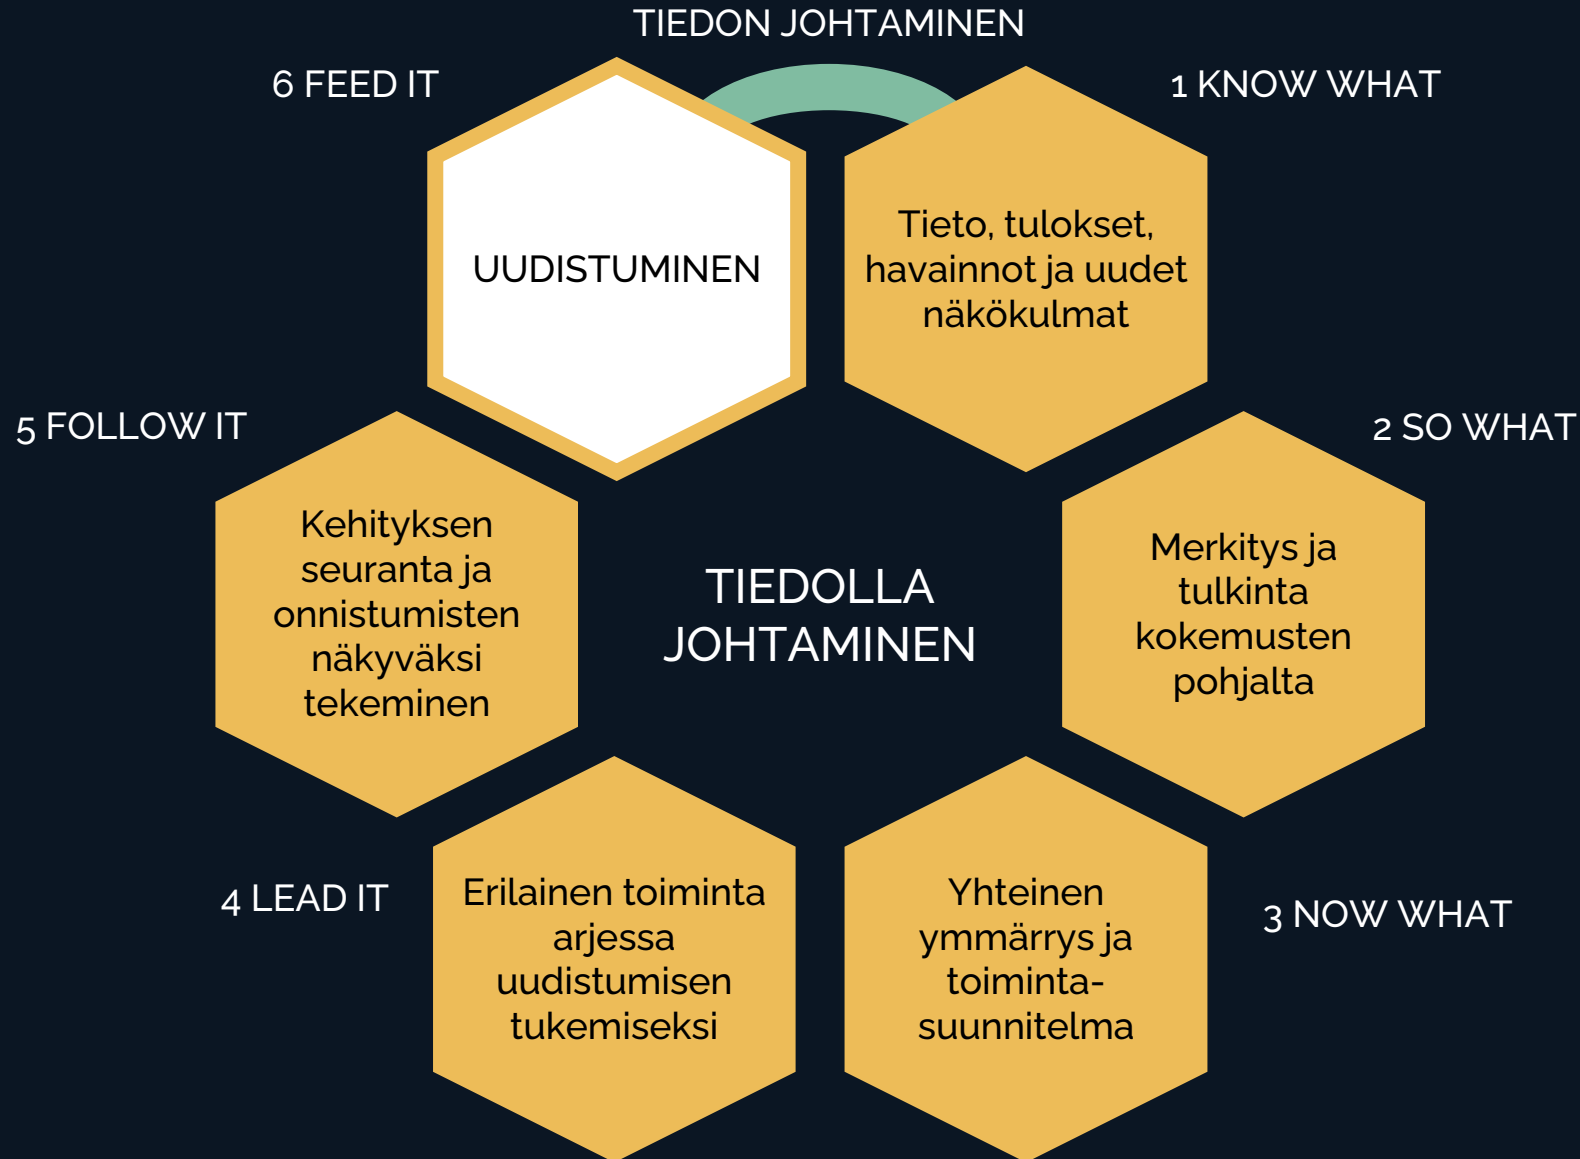 TIEDON JOHTAMINEN
6 FEED IT
1 KNOW WHAT
UUDISTUMINEN
Tieto, tulokset,
havainnot ja uudet
näkökulmat
5 FOLLOW IT
2 SO WHAT
Kehityksen
seuranta ja
onnistumisten
näkyväksi
tekeminen
TIEDOLLA
JOHTAMINEN
Merkitys ja
tulkinta
kokemusten
pohjalta
4 LEAD IT
Erilainen toiminta
arjessa
uudistumisen
tukemiseksi
Yhteinen
ymmärrys ja
toiminta-
suunnitelma
3 NOW WHAT